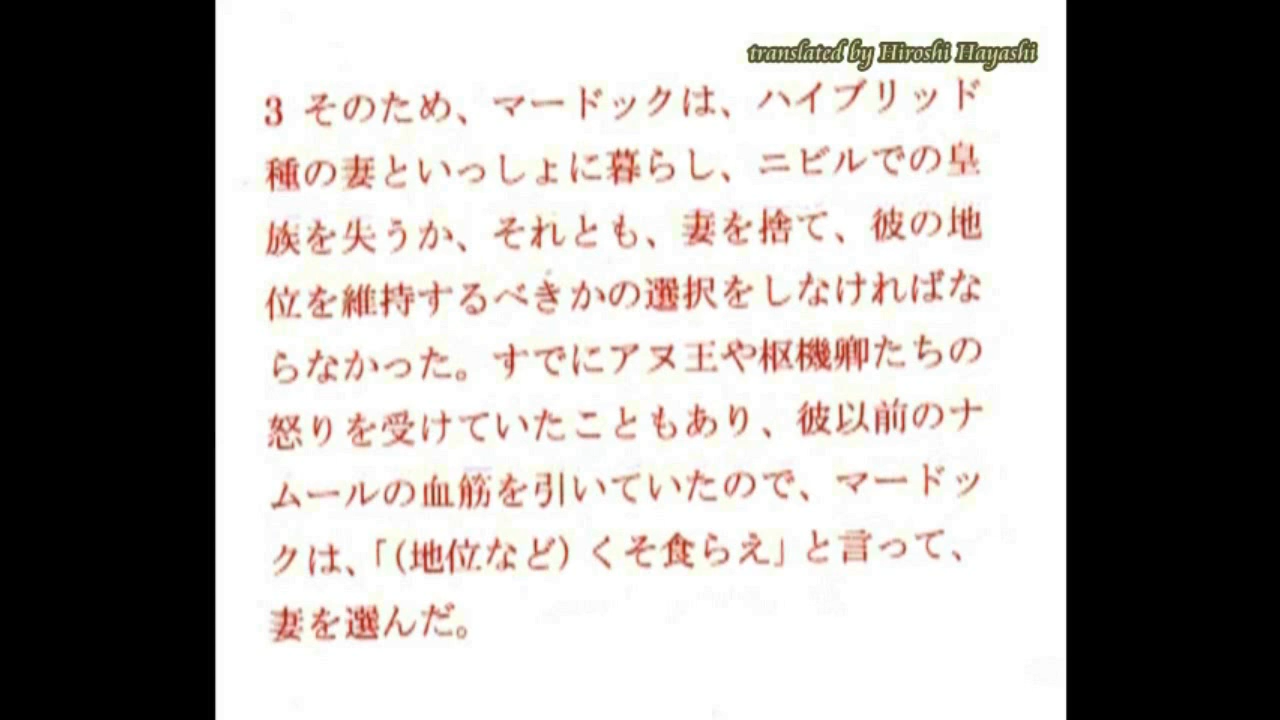 translated by Hiroshi Hayashi
3 そのため、マードックは、ハイブリッド
種の妻といっしょに暮らし、ニビルでの皇
族を失うか、それとも、妻を捨て、彼の地
位を維持するべきかの選択をしなければな
らなかった。すでにアヌ王や枢機卿たちの
怒りを受けていたこともあり、彼以前のナ
ムールの血筋を引いていたので、マードッ
クは、「（地位など）くそ食らえ」と言って、
妻を選んだ。